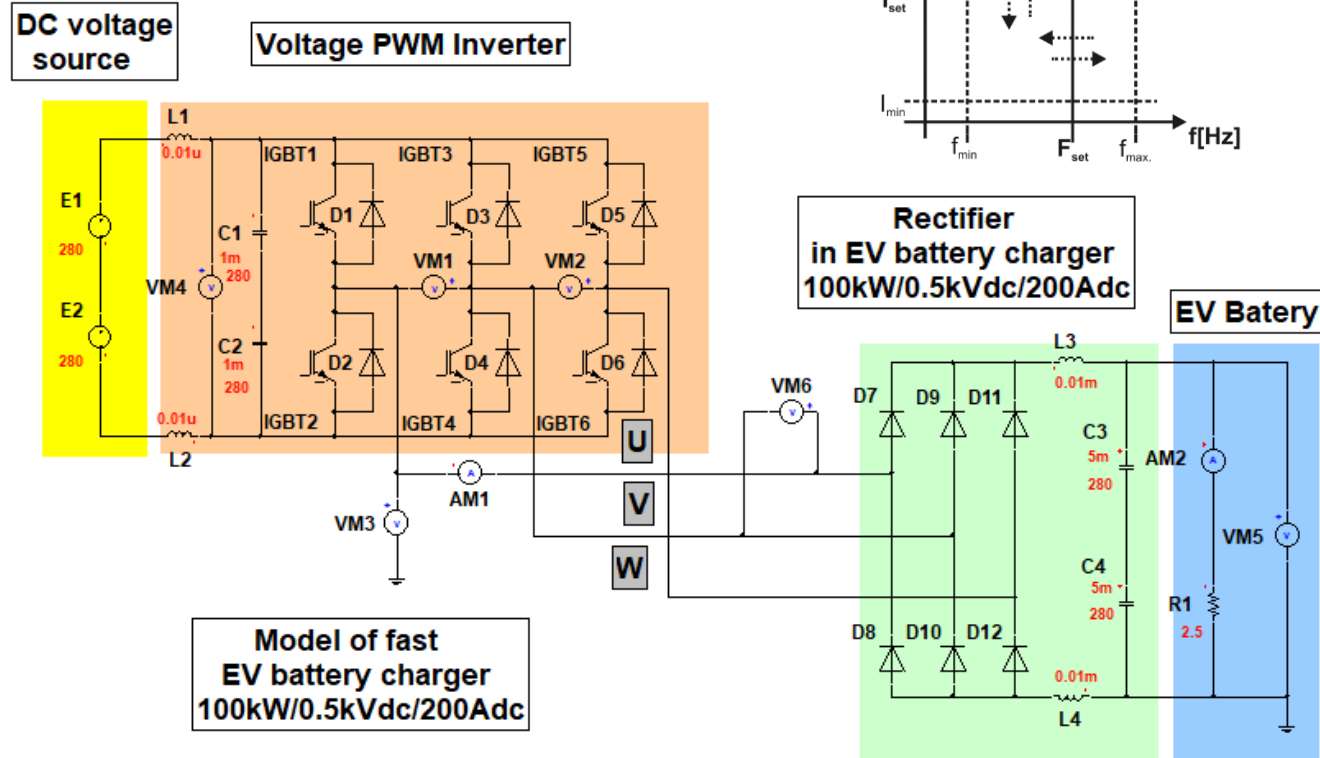 DC voltage
source
Voltage PWM Inverter
set
I min
f min
F set
f max.
f[Hz]
L1
0.01u
IGBT1
IGBT3
IGBT5
E1
280
D1
D3
D5
C1
1m
280
VM1
VM2
VM4
E2
280
C2
1m
280
D2
D4
D6
0.01u
L2
IGBT2
IGBT4
IGBT6
U
V
W
AM1
VM3
VM6
Rectifier
in EV battery charger
100kW/0.5kVdc/200Adc
EV Batery
L3
0.01m
D7
D9
D11
C3
5m
280
AM2
VM5
C4
5m
280
R1
2.5
D8
D10
D12
0.01m
L4
Model of fast
EV battery charger
100kW/0.5kVdc/200Adc